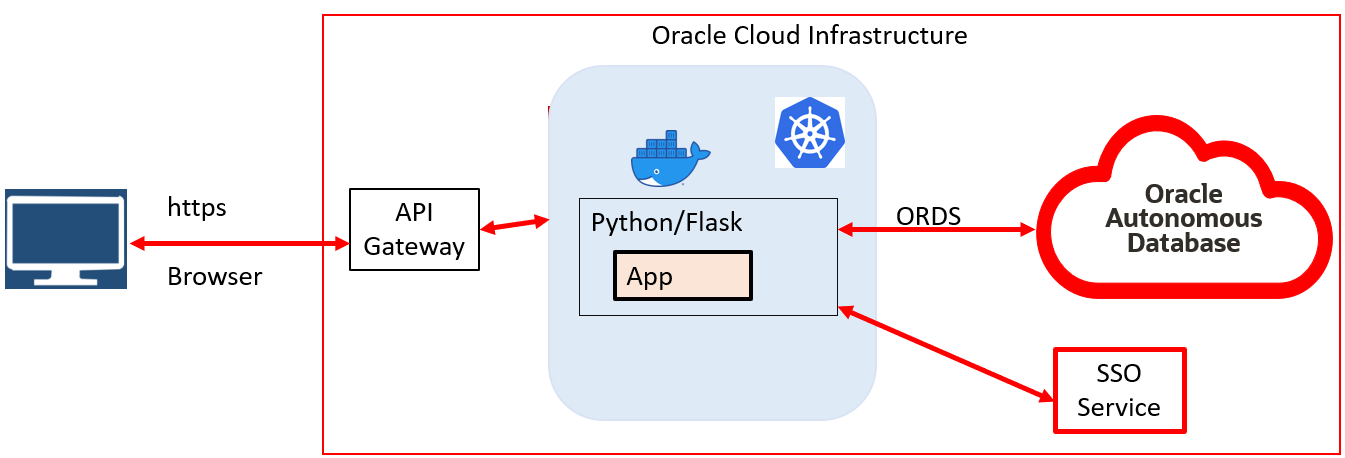 Oracle Cloud Infrastructure
https
Browser
API
Gateway
Python/Flask
App
ORDS
Oracle
Autonomous
Database
SSO
Service